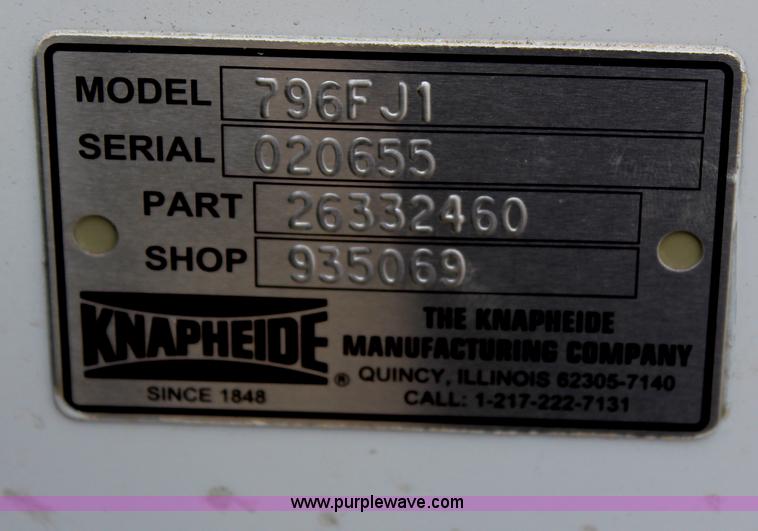 MODEL 796FJ1
SERIAL 020655
PART 26332460
SHOP 935069
KNAPHEIDE ®
SINCE 1848
THE KNAPHEIDE
MANUFACTURING COMPANY
QUINCY, ILLINOIS 62305-7140
CALL: 1-217-222-7131
www.purplewave.com